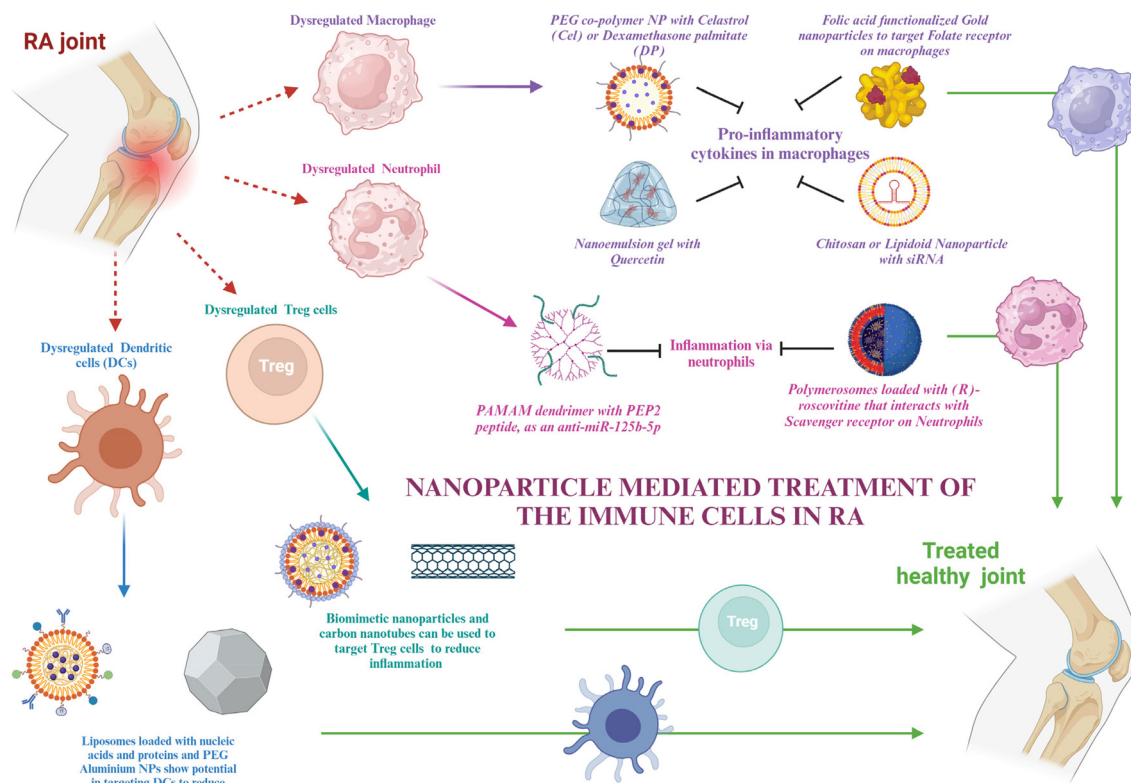 RA joint
Dysregulated Macrophage
PEG co-polymer NP with Celastrol
(Cel) or Dexamethasone palmitate
(DP)
Folic acid functionalized Gold
nanoparticles to target Folate receptor
on macrophages
Pro-inflammatory
cytokines in macrophages
Dysregulated Neutrophil
Nanoemulsion gel with
Quercetin
Chitosan or Lipidoid Nanoparticle
with siRNA
Dysregulated Treg cells
Treg
Dysregulated Dendritic
cells (DCs)
Inflammation via
neutrophils
PAMAM dendrimer with PEP2
peptide, as an anti-miR-125b-5p
Polymerosomes loaded with (R)-
roscovitine that interacts with
Scavenger receptor on Neutrophils
NANOPARTICLE MEDIATED TREATMENT OF
THE IMMUNE CELLS IN RA
Treated
healthy joint
Biomimetic nanoparticles and
carbon nanotubes can be used to
target Treg cells to reduce
inflammation
Treg
Liposomes loaded with nucleic
acids and proteins and PEG
Aluminium NPs show potential
in targeting DCs to reduce